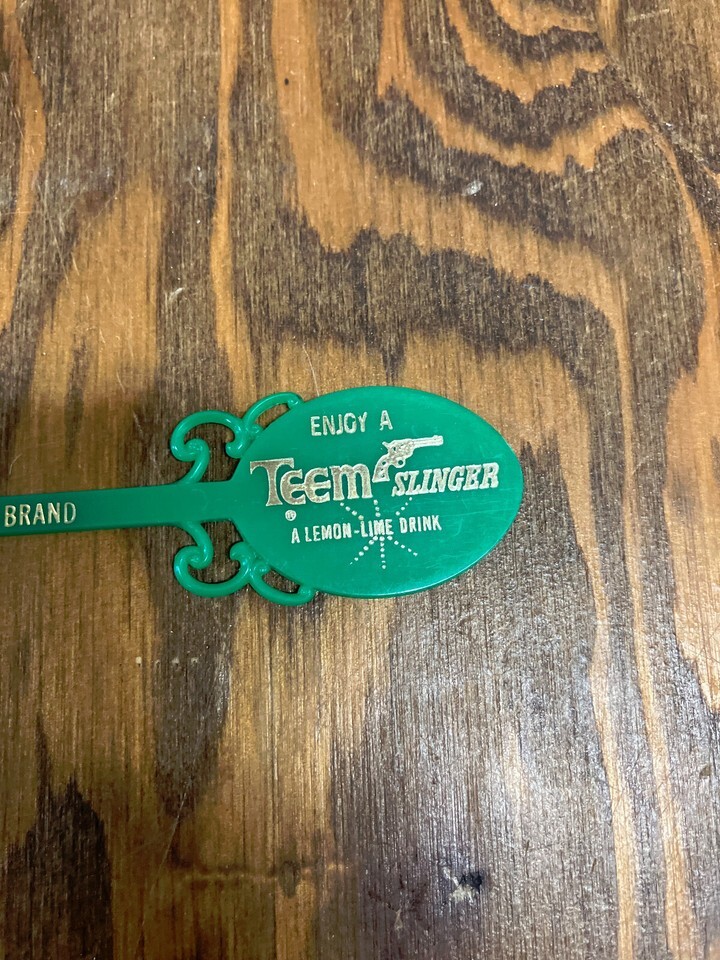 ENJOY A
TEEM SLINGER
®
A LEMON-LIME DRINK
BRAND